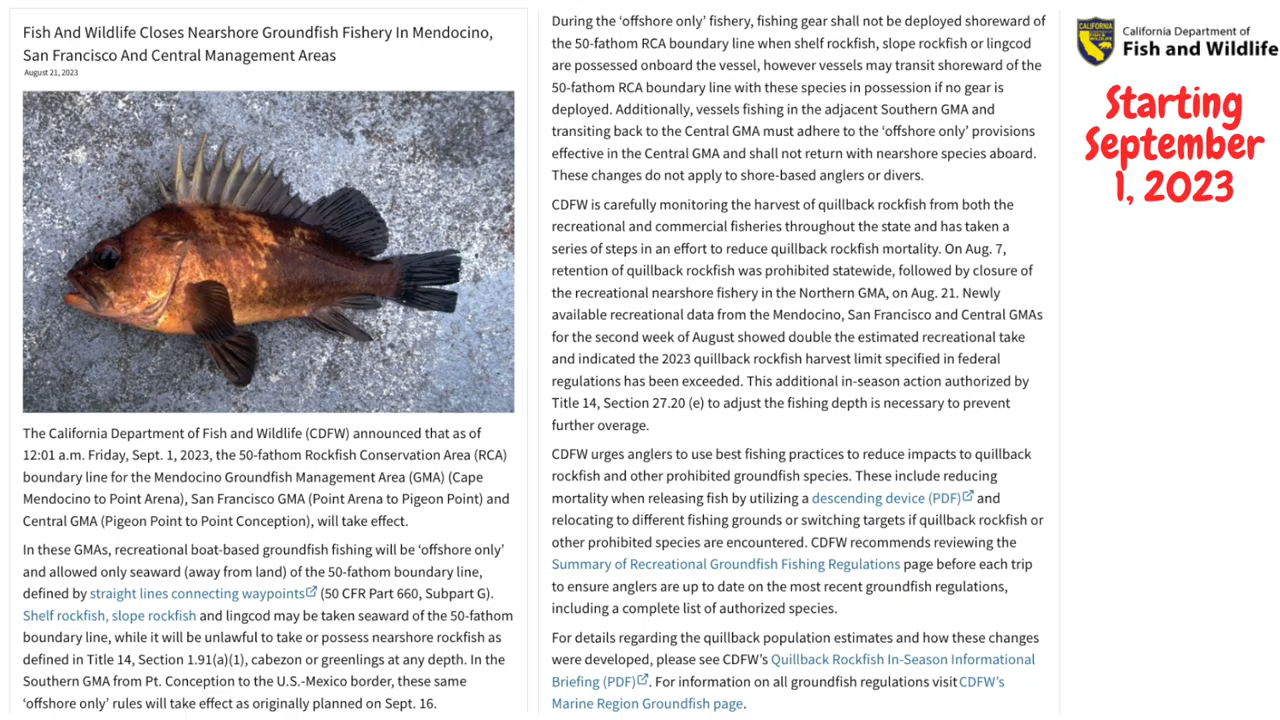 Fish And Wildlife Closes Nearshore Groundfish Fishery In Mendocino,
San Francisco And Central Management Areas
August 21, 2023
The California Department of Fish and Wildlife (CDFW) announced that as of
12:01 a.m. Friday, Sept. 1, 2023, the 50-fathom Rockfish Conservation Area (RCA)
boundary line for the Mendocino Groundfish Management Area (GMA) (Cape
Mendocino to Point Arena), San Francisco GMA (Point Arena to Pigeon Point) and
Central GMA (Pigeon Point to Point Conception), will take effect.
In these GMAs, recreational boat-based groundfish fishing will be ‘offshore only’
and allowed only seaward (away from land) of the 50-fathom boundary line,
defined by straight lines connecting waypoints (50 CFR Part 660, Subpart G).
Shelf rockfish, slope rockfish and lingcod may be taken seaward of the 50-fathom
boundary line, while it will be unlawful to take or possess nearshore rockfish as
defined in Title 14, Section 1.91(a)(1), cabezon or greenlings at any depth. In the
Southern GMA from Pt. Conception to the U.S.-Mexico border, these same
‘offshore only’ rules will take effect as originally planned on Sept. 16.
During the ‘offshore only’ fishery, fishing gear shall not be deployed shoreward of
the 50-fathom RCA boundary line when shelf rockfish, slope rockfish or lingcod
are possessed onboard the vessel, however vessels may transit shoreward of the
50-fathom RCA boundary line with these species in possession if no gear is
deployed. Additionally, vessels fishing in the adjacent Southern GMA and
transiting back to the Central GMA must adhere to the ‘offshore only’ provisions
effective in the Central GMA and shall not return with nearshore species aboard.
These changes do not apply to shore-based anglers or divers.
CDFW is carefully monitoring the harvest of quillback rockfish from both the
recreational and commercial fisheries throughout the state and has taken a
series of steps in an effort to reduce quillback rockfish mortality. On Aug. 7,
retention of quillback rockfish was prohibited statewide, followed by closure of
the recreational nearshore fishery in the Northern GMA, on Aug. 21. Newly
available recreational data from the Mendocino, San Francisco and Central GMAs
for the second week of August showed double the estimated recreational take
and indicated the 2023 quillback rockfish harvest limit specified in federal
regulations has been exceeded. This additional in-season action authorized by
Title 14, Section 27.20 (e) to adjust the fishing depth is necessary to prevent
further overage.
CDFW urges anglers to use best fishing practices to reduce impacts to quillback
rockfish and other prohibited groundfish species. These include reducing
mortality when releasing fish by utilizing a descending device (PDF) and
relocating to different fishing grounds or switching targets if quillback rockfish or
other prohibited species are encountered. CDFW recommends reviewing the
Summary of Recreational Groundfish Fishing Regulations page before each trip
to ensure anglers are up to date on the most recent groundfish regulations,
including a complete list of authorized species.
For details regarding the quillback population estimates and how these changes
were developed, please see CDFW’s Quillback Rockfish In-Season Informational
Briefing (PDF). For information on all groundfish regulations visit CDFW’s
Marine Region Groundfish page.
CALIFORNIA
California Department of
Fish and Wildlife
Starting
September
1, 2023